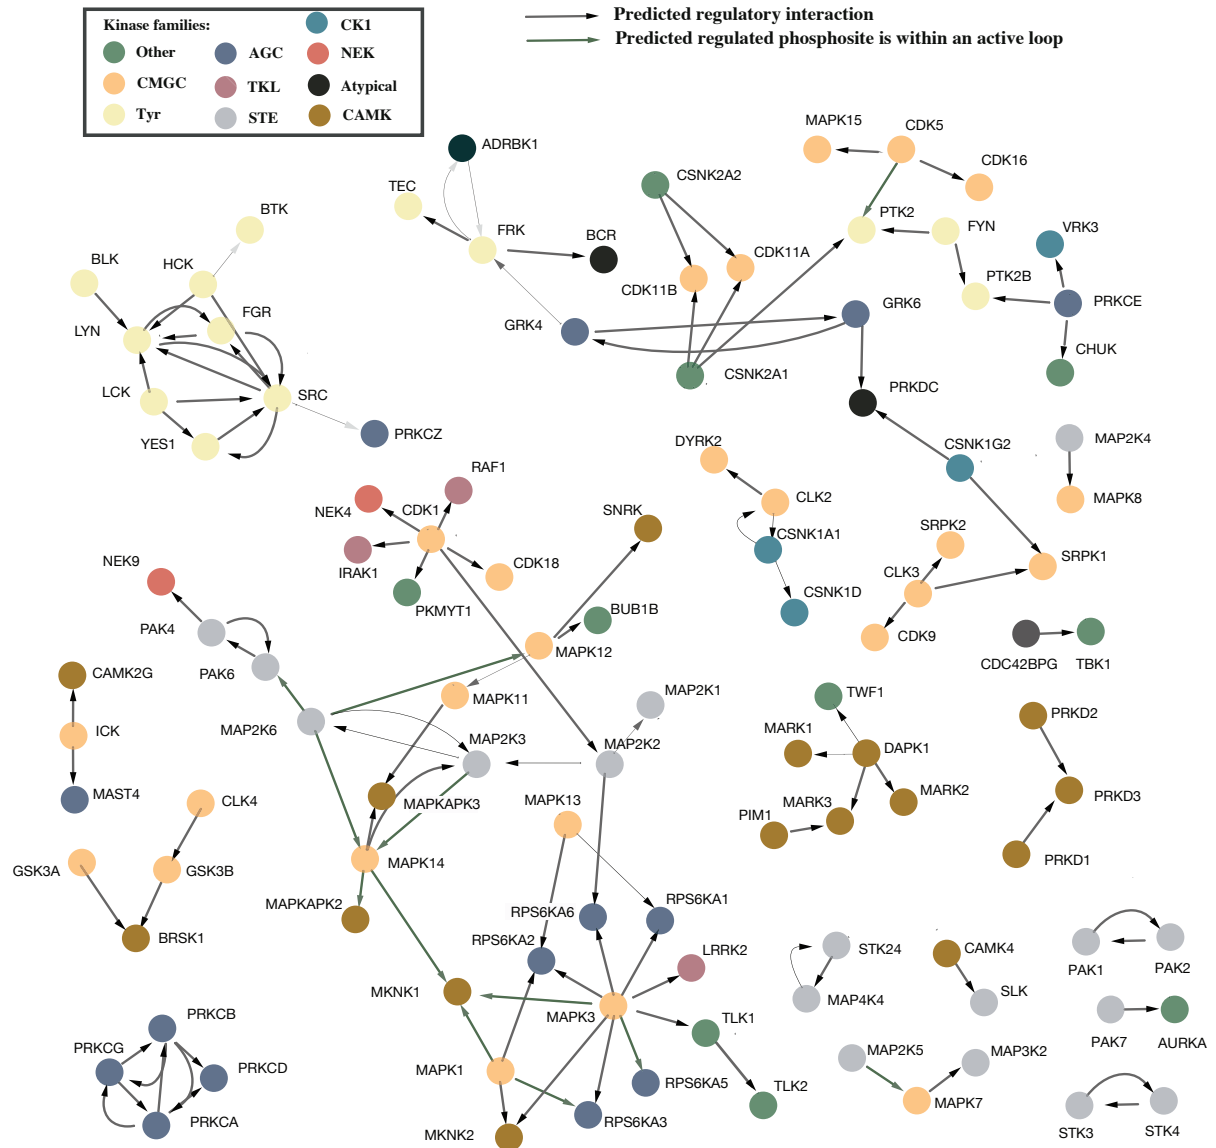 Kinase families:
Other
CMGC
Tyr
AGC
TKL
STE
CK1
NEK
Atypical
CAMK
Predicted regulatory interaction
Predicted regulated phosphosite is within an active loop
MAPK15
CDK5
CDK16
ADRBK1
TEC
CSNK2A2
BTK
FRK
BCR
PTK2
FYN
VRK3
BLK
HCK
CDK11A
PTK2B
CDK11B
PRKCE
FGR
GRK6
LYN
GRK4
CHUK
CSNK2A1
LCK
SRC
PRKDC
YES1
PRKCZ
DYRK2
CSNK1G2
MAP2K4
RAF1
CLK2
MAPK8
NEK4
CDK1
SNRK
CSNK1A1
SRPK2
SRPK1
NEK9
IRAK1
CDK18
CLK3
CSNK1D
PKMYT1
BUB1B
PAK4
CDK9
MAPK12
CDC42BPG
TBK1
PAK6
CAMK2G
MAPK11
MAP2K1
TWF1
PRKD2
ICK
MAP2K6
MAP2K3
MAP2K2
MARK1
DAPK1
MAST4
CLK4
MAPKAPK3
MAPK13
MARK3
MARK2
PRKD3
PIM1
GSK3A
GSK3B
MAPK14
PRKD1
MAPKAPK2
RPS6KA6
RPS6KA1
BRSK1
RPS6KA2
LRRK2
STK24
CAMK4
PAK1
PAK2
MKNK1
MAP4K4
SLK
PRKCB
MAPK3
TLK1
PRKCG
MAP2K5
MAP3K2
PAK7
AURKA
PRKCD
MAPK1
RPS6KA5
TLK2
MAPK7
PRKCA
RPS6KA3
MKNK2
STK3
STK4